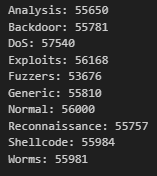 Analysis: 55650
Backdoor: 55781
DoS: 57540
Exploits: 56168
Fuzzers: 53676
Generic: 55810
Normal: 56000
Reconnaissance: 55757
Shellcode: 55984
Worms: 55981